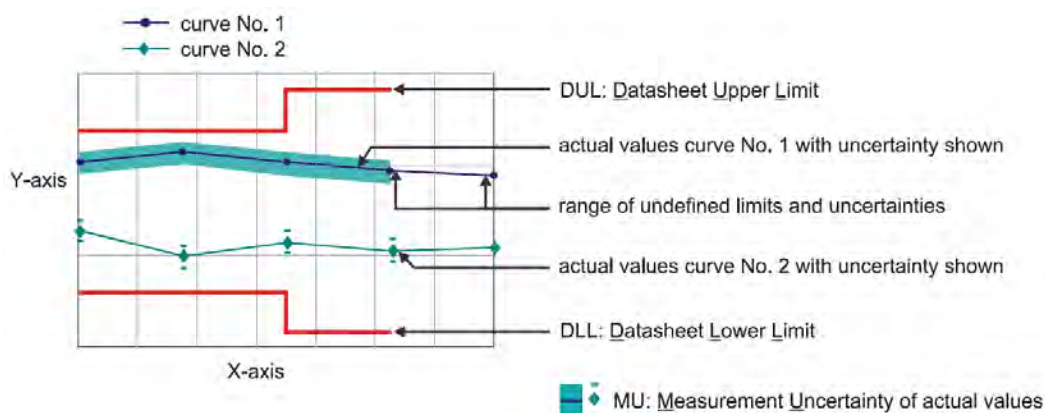 curve No. 1
curve No. 2
DUL: Datasheet Upper Limit
actual values curve No. 1 with uncertainty shown
Y-axis
range of undefined limits and uncertainties
actual values curve No. 2 with uncertainty shown
DLL: Datasheet Lower Limit
X-axis
MU: Measurement Uncertainty of actual values